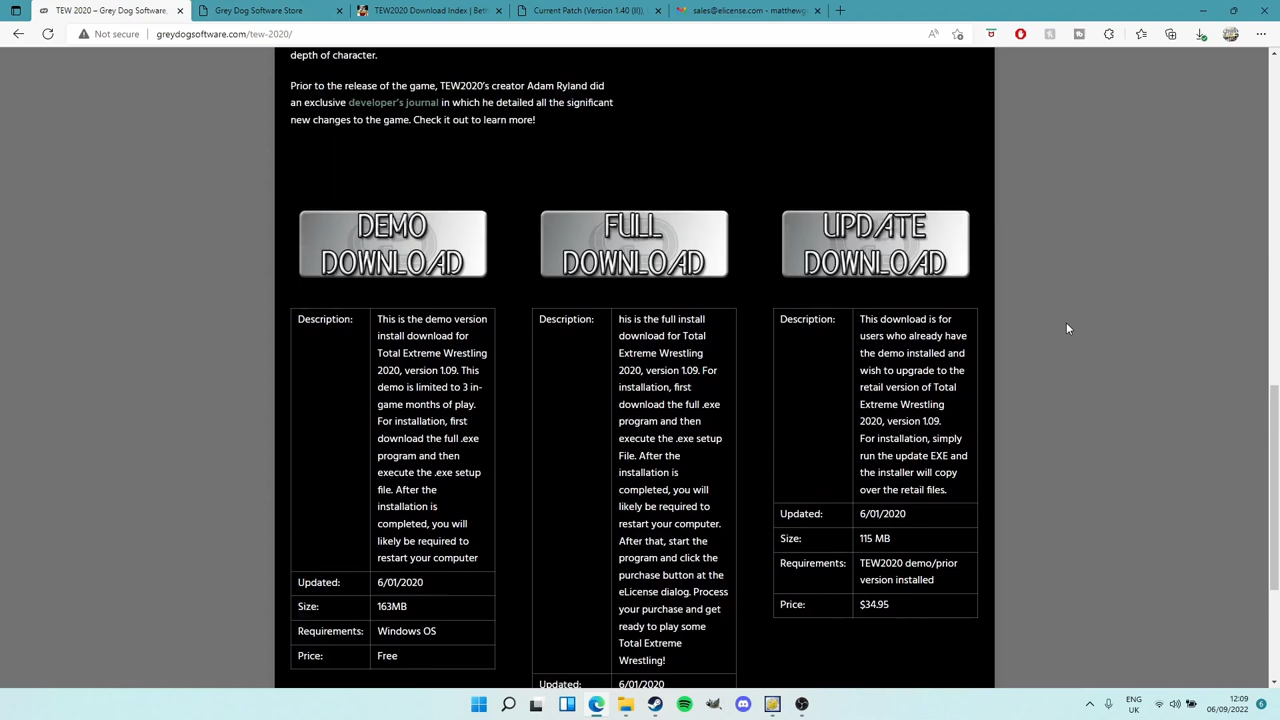 TEW 2020 – Grey Dog Software,
Grey Dog Software Store
TEW2020 Download Index | Beth
Current Patch (Version 1.40 (II)),
sales@elicense.com - matthewg
Not secure | greydogsoftware.com/tew-2020/
depth of character.
Prior to the release of the game, TEW2020's creator Adam Ryland did
an exclusive developer's journal in which he detailed all the significant
new changes to the game. Check it out to learn more!
DEMO
DOWNLOAD
FULL
DOWNLOAD
UPDATE
DOWNLOAD
Description:
This is the demo version
install download for
Total Extreme Wrestling
2020, version 1.09. This
demo is limited to 3 in-
game months of play.
For installation, first
download the full .exe
program and then
execute the .exe setup
file. After the
installation is
completed, you will
likely be required to
restart your computer
Updated: 6/01/2020
Size: 163MB
Requirements: Windows OS
Price: Free
Description:
his is the full install
download for Total
Extreme Wrestling
2020, version 1.09. For
installation, first
download the full .exe
program and then
execute the .exe setup
File. After the
installation is
completed, you will
likely be required to
restart your computer.
After that, start the
program and click the
purchase button at the
eLicense dialog. Process
your purchase and get
ready to play some
Total Extreme
Wrestling!
Updated: 6/01/2020
Description:
This download is for
users who already have
the demo installed and
wish to upgrade to the
retail version of Total
Extreme Wrestling
2020, version 1.09.
For installation, simply
run the update EXE and
the installer will copy
over the retail files.
Updated: 6/01/2020
Size: 115 MB
Requirements: TEW2020 demo/prior
version installed
Price: $34.95
ENG
UK
12:09
06/09/2022